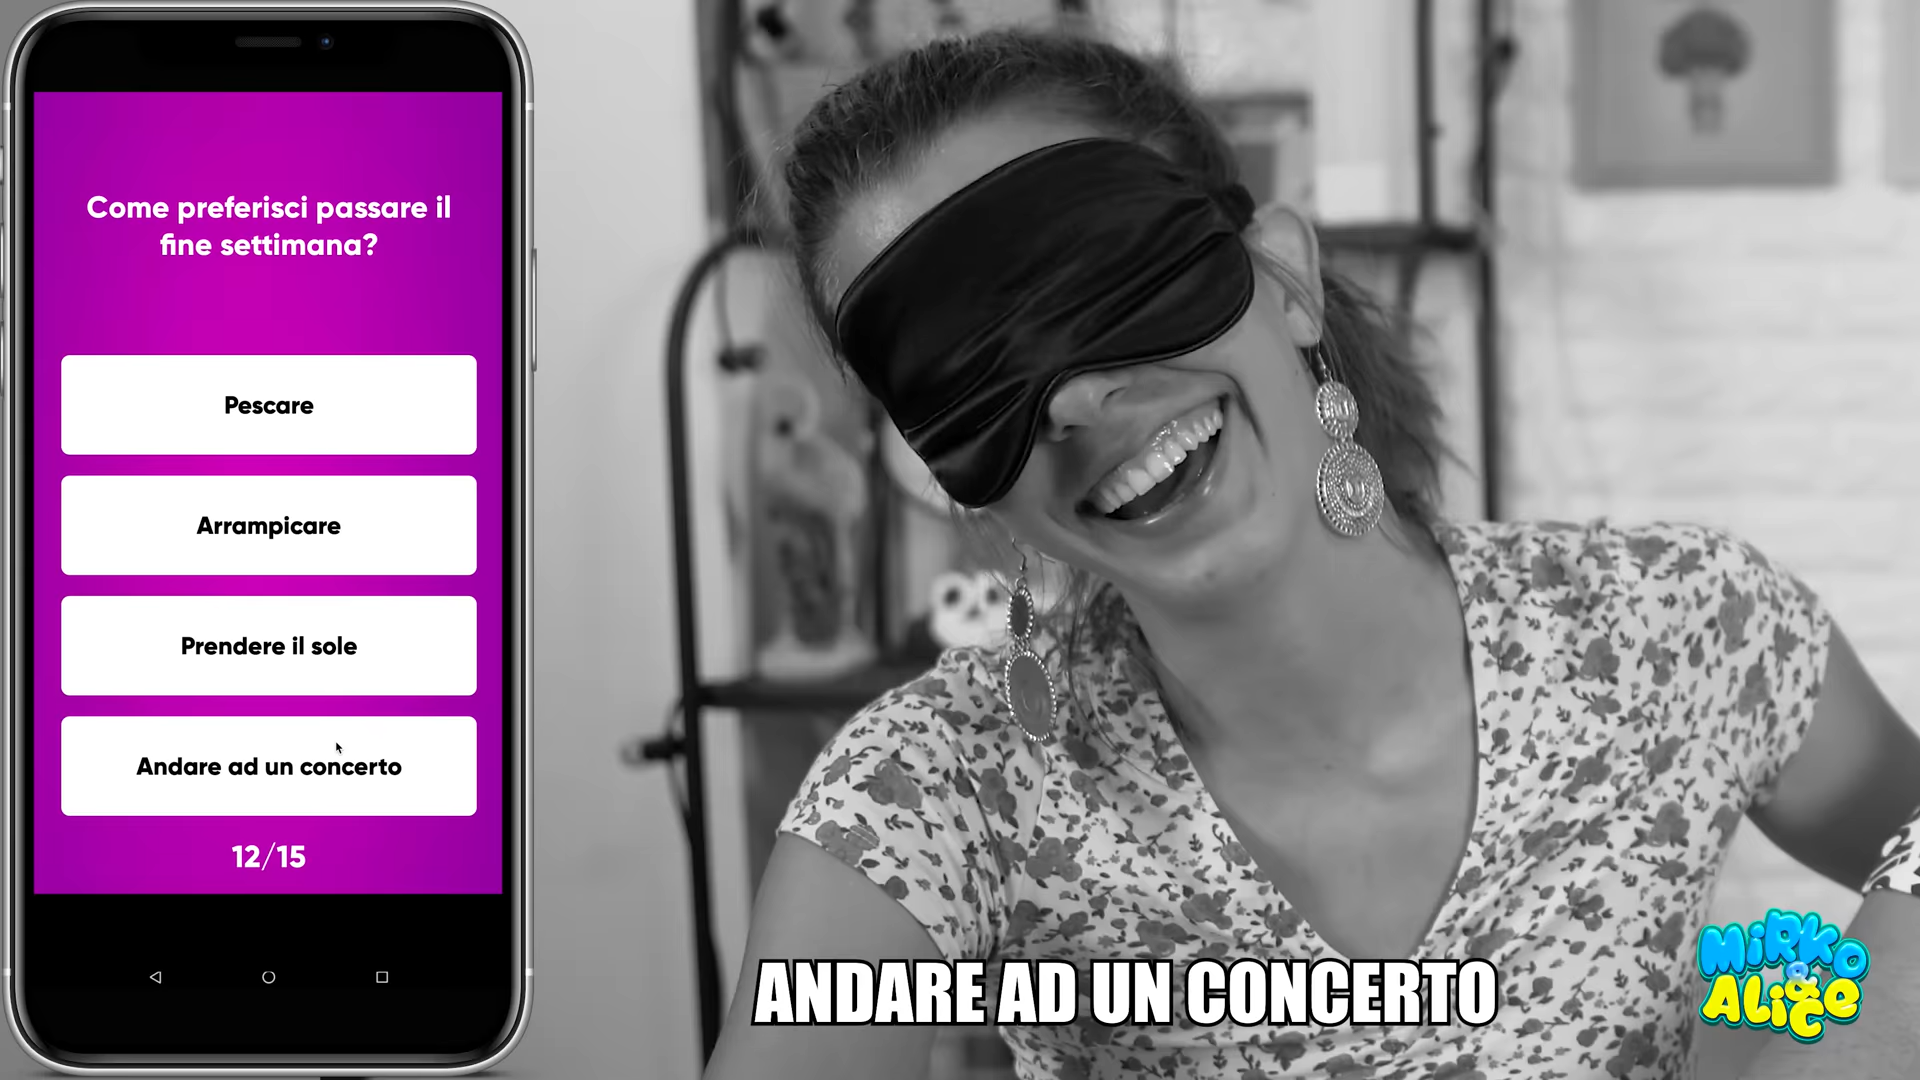 Come preferisci passare il
fine settimana?
Pescare
Arrampicare
Prendere il sole
Andare ad un concerto
12/15
ANDARE AD UN CONCERTO
MiRKO
&
ALiCE